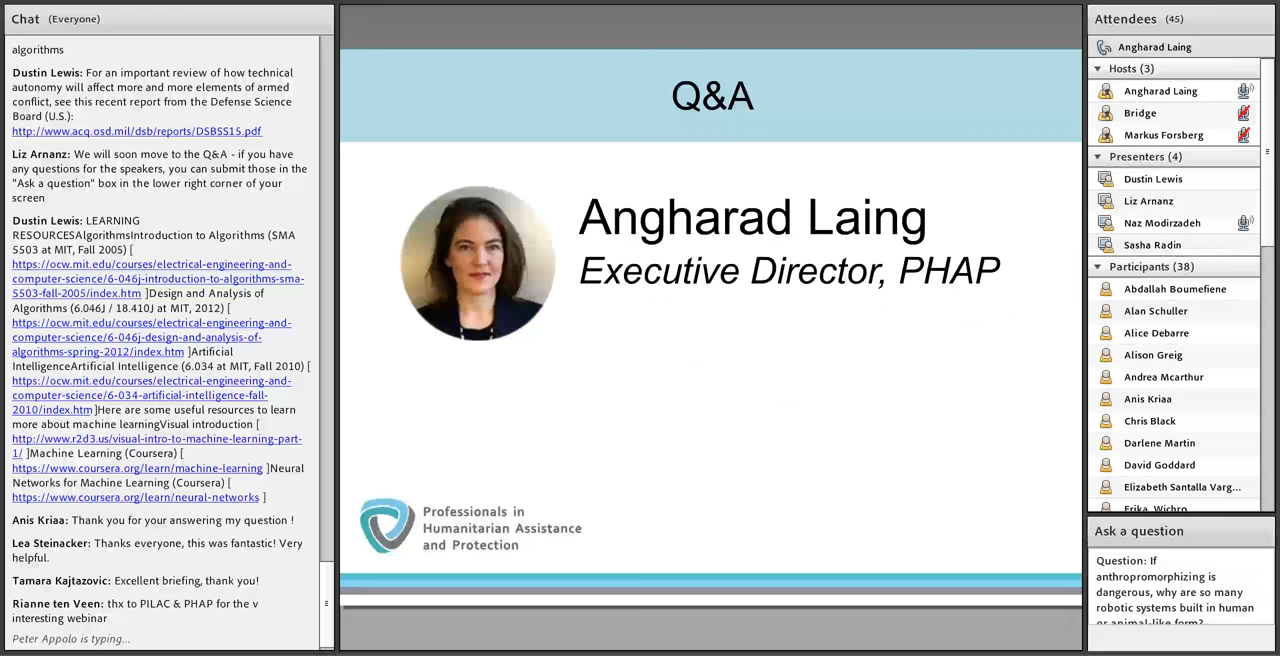 Chat (Everyone)
algorithms
Dustin Lewis: For an important review of how technical
autonomy will affect more and more elements of armed
conflict, see this recent report from the Defense Science
Board (U.S.):
http://www.acq.osd.mil/dsb/reports/DSBSS15.pdf
Liz Arnanz: We will soon move to the Q&A - if you have
any questions for the speakers, you can submit those in the
"Ask a question" box in the lower right corner of your
screen
Dustin Lewis: LEARNING
RESOURCESAlgorithmsIntroduction to Algorithms (SMA
5503 at MIT, Fall 2005) [
https://ocw.mit.edu/courses/electrical-engineering-and-
computer-science/6-046j-introduction-to-algorithms-sma-
5503-fall-2005/index.htm ]Design and Analysis of
Algorithms (6.046J / 18.410J at MIT, 2012) [
https://ocw.mit.edu/courses/electrical-engineering-and-
computer-science/6-046j-design-and-analysis-of-
algorithms-spring-2012/index.htm ]Artificial
IntelligenceArtificial Intelligence (6.034 at MIT, Fall 2010) [
https://ocw.mit.edu/courses/electrical-engineering-and-
computer-science/6-034-artificial-intelligence-fall-
2010/index.htm ]Here are some useful resources to learn
more about machine learningVisual introduction [
http://www.r2d3.us/visual-intro-to-machine-learning-part-
1/ ]Machine Learning (Coursera) [
https://www.coursera.org/learn/machine-learning ]Neural
Networks for Machine Learning (Coursera) [
https://www.coursera.org/learn/neural-networks ]
Anis Kriaa: Thank you for your answering my question !
Lea Steinacker: Thanks everyone, this was fantastic! Very
helpful.
Tamara Kajtazovic: Excellent briefing, thank you!
Rianne ten Veen: thx to PILAC & PHAP for the v
interesting webinar
Peter Appolo is typing...
Q&A
Angharad Laing
Executive Director, PHAP
Professionals in
Humanitarian Assistance
and Protection
Attendees (45)
Angharad Laing
Hosts (3)
Angharad Laing
Bridge
Markus Forsberg
Presenters (4)
Dustin Lewis
Liz Arnanz
Naz Modirzadeh
Sasha Radin
Participants (38)
Abdallah Boumefiene
Alan Schuller
Alice Debarre
Alison Greig
Andrea Mcarthur
Anis Kriaa
Chris Black
Darlene Martin
David Goddard
Elizabeth Santalla Varg...
Erika Wichro
Ask a question
Question: If
anthropromorphizing is
dangerous, why are so many
robotic systems built in human
or animal-like form?